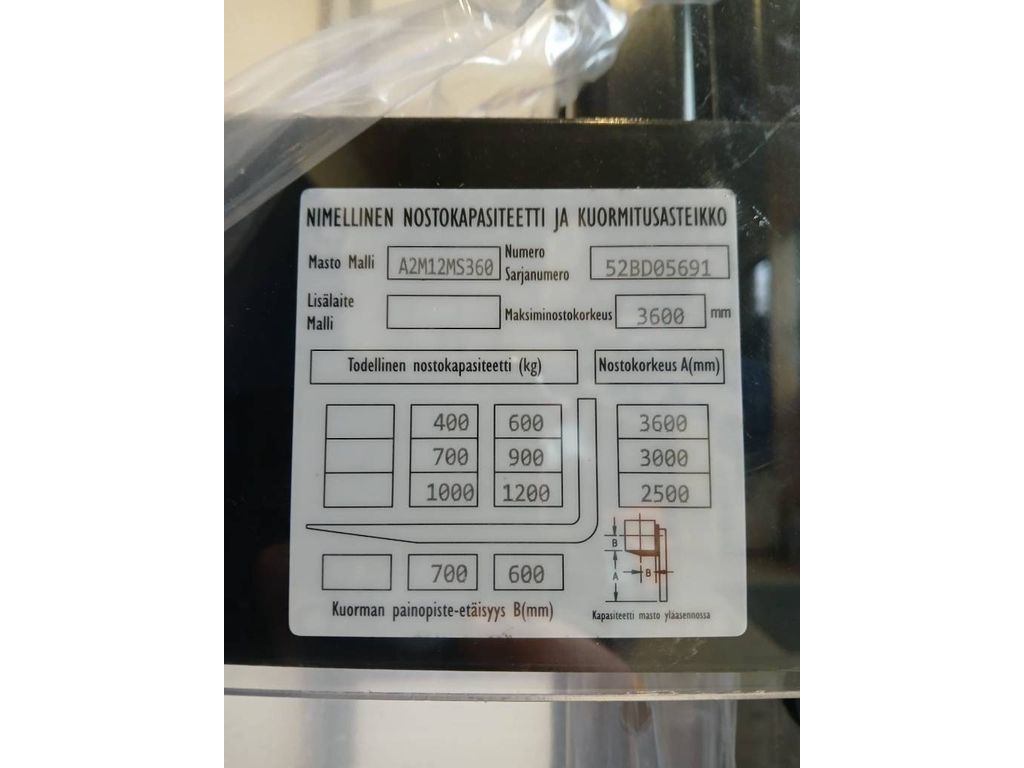 NIMELLINEN NOSTOKAPASITEETTI JA KUORMITUSASTEIKKO
Masto Malli A2M12MS360 Numero Sarjanumero 52BD05691
Lisälaite Malli Maksiminostokorkeus 3600 mm
Todellinen nostokapasiteetti (kg) Nostokorkeus A(mm)
400 600 3600
700 900 3000
1000 1200 2500
B
A B
700 600
Kuorman painopiste-etäisyys B(mm) Kapasiteetti masto yläasennossa